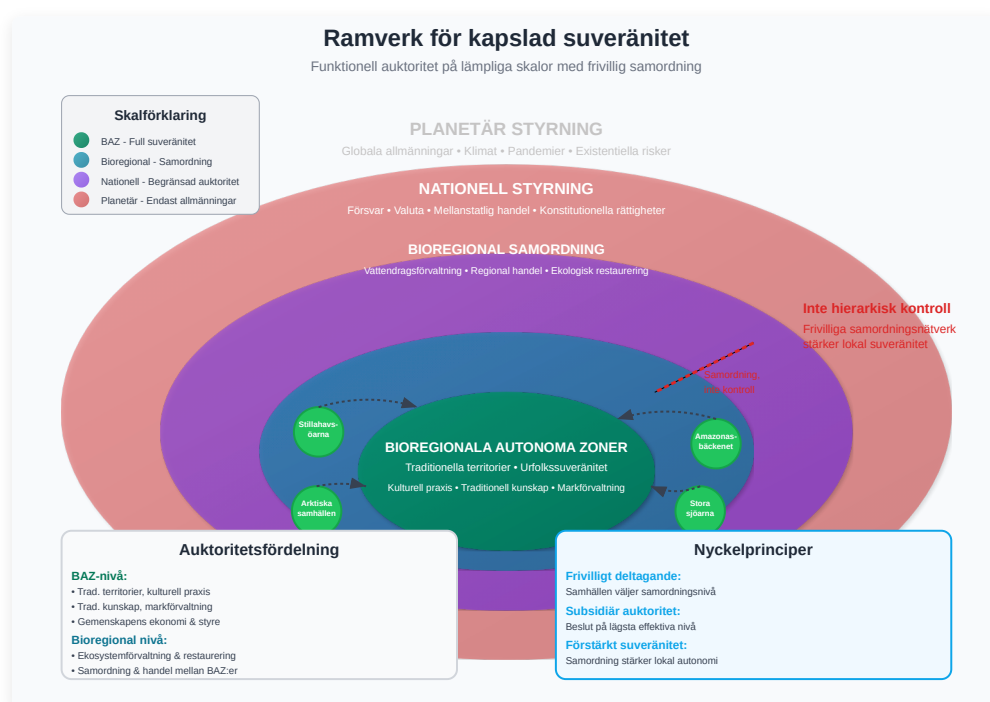 Ramverk för kapslad suveränitet
Funktionell auktoritet på lämpliga skalor med frivillig samordning
Skalförklaring
BAZ - Full suveränitet
Bioregional - Samordning
Nationell - Begränsad auktoritet
Planetär - Endast allmänningar
PLANETÄR STYRNING
Globala allmänningar • Klimat • Pandemier • Existentiella risker
NATIONELL STYRNING
Försvar • Valuta • Mellanstatlig handel • Konstitutionella rättigheter
BIOREGIONAL SAMORDNING
Vattendragsförvaltning • Regional handel • Ekologisk restaurering
Inte hierarkisk kontroll
Frivilliga samordningsnätverk
stärker lokal suveränitet
Samordning,
inte kontroll
Stillahavs-
öarna
Amazonas-
bäckenet
BIOREGIONALA AUTONOMA ZONER
Traditionella territorier • Urfolkssuveränitet
Kulturell praxis • Traditionell kunskap • Markförvaltning
Arktiska
samhällen
Stora
sjöarna
Auktoritetsfördelning
BAZ-nivå:
• Trad. territorier, kulturell praxis
• Trad. kunskap, markförvaltning
• Gemenskapens ekonomi & styre
Bioregional nivå:
• Ekosystemförvaltning & restaurering
• Samordning & handel mellan BAZ:er
Nyckelprinciper
Frivilligt deltagande:
Samhällen väljer samordningsnivå
Subsidiär auktoritet:
Beslut på lägsta effektiva nivå
Förstärkt suveränitet:
Samordning stärker lokal autonomi